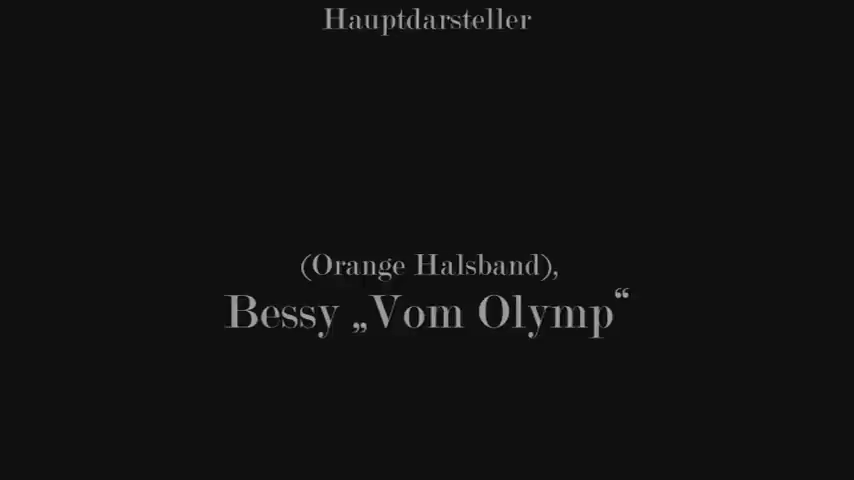 Hauptdarsteller
(Orange Halsband),
Bessy „Vom Olymp“